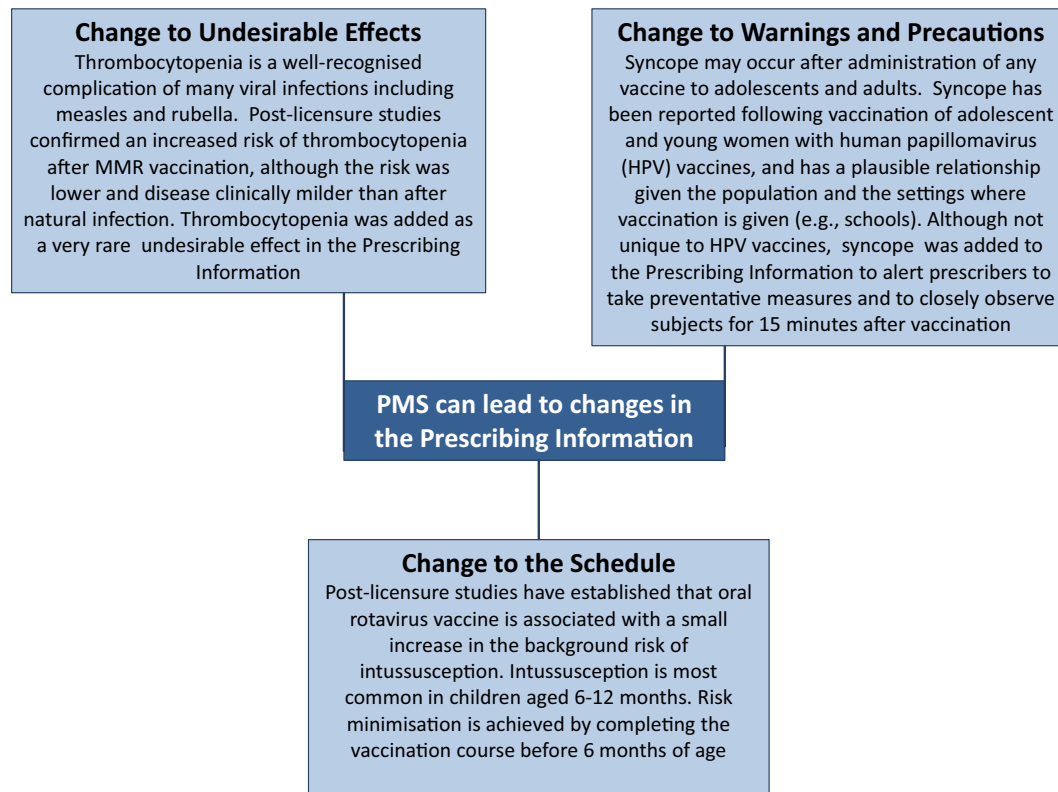 Change to Undesirable Effects
Thrombocytopenia is a well-recognised
complication of many viral infections including
measles and rubella.  Post-licensure studies
confirmed an increased risk of thrombocytopenia
after MMR vaccination, although the risk was
lower and disease clinically milder than after
natural infection. Thrombocytopenia was added as
a very rare  undesirable effect in the Prescribing
Information
Change to Warnings and Precautions
Syncope may occur after administration of any
vaccine to adolescents and adults.  Syncope has
been reported following vaccination of adolescent
and young women with human papillomavirus
(HPV) vaccines, and has a plausible relationship
given the population and the settings where
vaccination is given (e.g., schools). Although not
unique to HPV vaccines,  syncope  was added to
the Prescribing Information to alert prescribers to
take preventative measures and to closely observe
subjects for 15 minutes after vaccination
PMS can lead to changes in
the Prescribing Information
Change to the Schedule
Post-licensure studies have established that oral
rotavirus vaccine is associated with a small
increase in the background risk of
intussusception. Intussusception is most
common in children aged 6-12 months. Risk
minimisation is achieved by completing the
vaccination course before 6 months of age